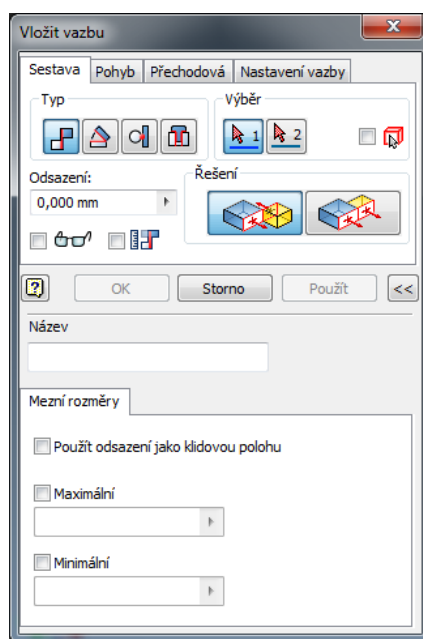 Vložit vazbu
Sestava Pohyb Přechodová Nastavení vazby
Typ Výběr
1 2
Odsazení: Řešení
0,000 mm
OK Storno Použít <<
Název
Mezní rozměry
Použít odsazení jako klidovou polohu
Maximální
Minimální